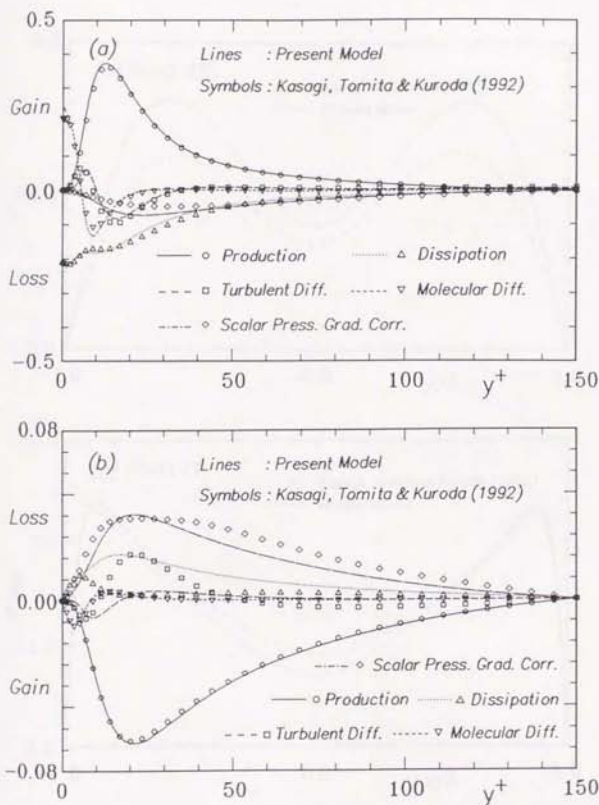 0.5
(a)
Lines : Present Model
Symbols : Kasagi, Tomita & Kuroda (1992)
Gain
0.0
Production
Dissipation
Loss
Turbulent Diff.
Molecular Diff.
Scalar Press. Grad. Corr.
-0.5
0
50
100
y+
150
0.08
(b)
Lines : Present Model
Symbols : Kasagi, Tomita & Kuroda (1992)
Loss
0.00
Scalar Press. Grad. Corr.
Gain
Production
Dissipation
Turbulent Diff.
Molecular Diff.
-0.08
0
50
100
y+
150